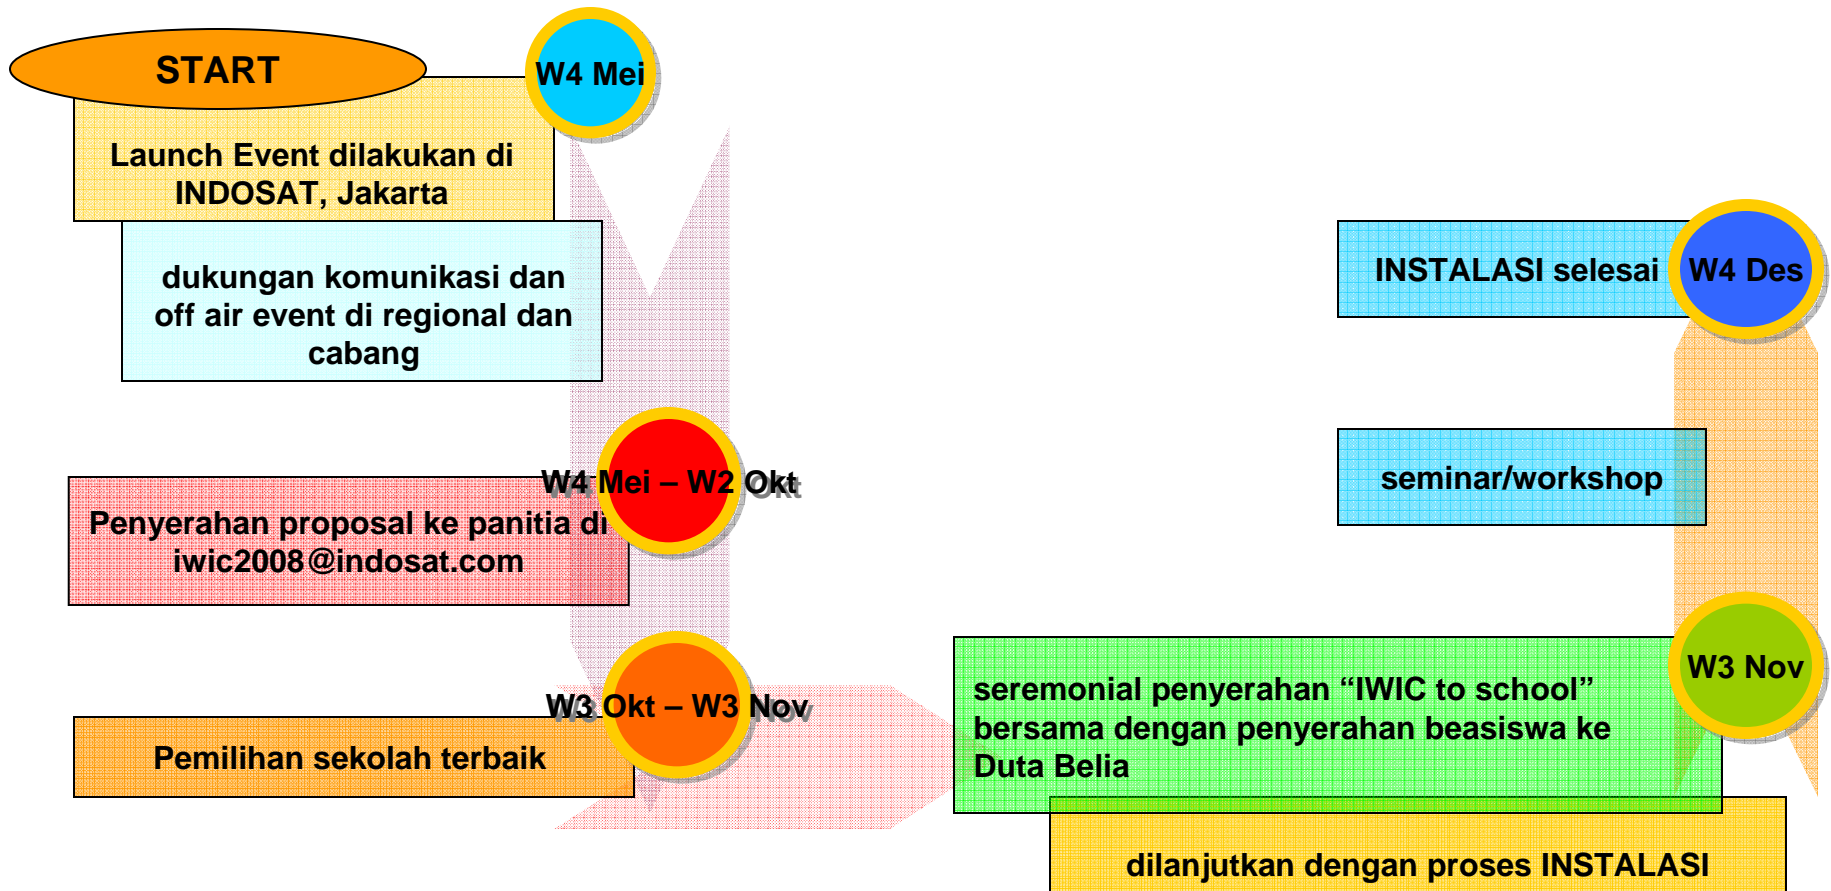 START
W4 Mei
Launch Event dilakukan di
INDOSAT, Jakarta
dukungan komunikasi dan
off air event di regional dan
cabang
W4 Mei – W2 Okt
Penyerahan proposal ke panitia di
iwic2008@indosat.com
W3 Okt – W3 Nov
Pemilihan sekolah terbaik
W3 Nov
seremonial penyerahan “IWIC to school”
bersama dengan penyerahan beasiswa ke
Duta Belia
dilanjutkan dengan proses INSTALASI
seminar/workshop
INSTALASI selesai
W4 Des